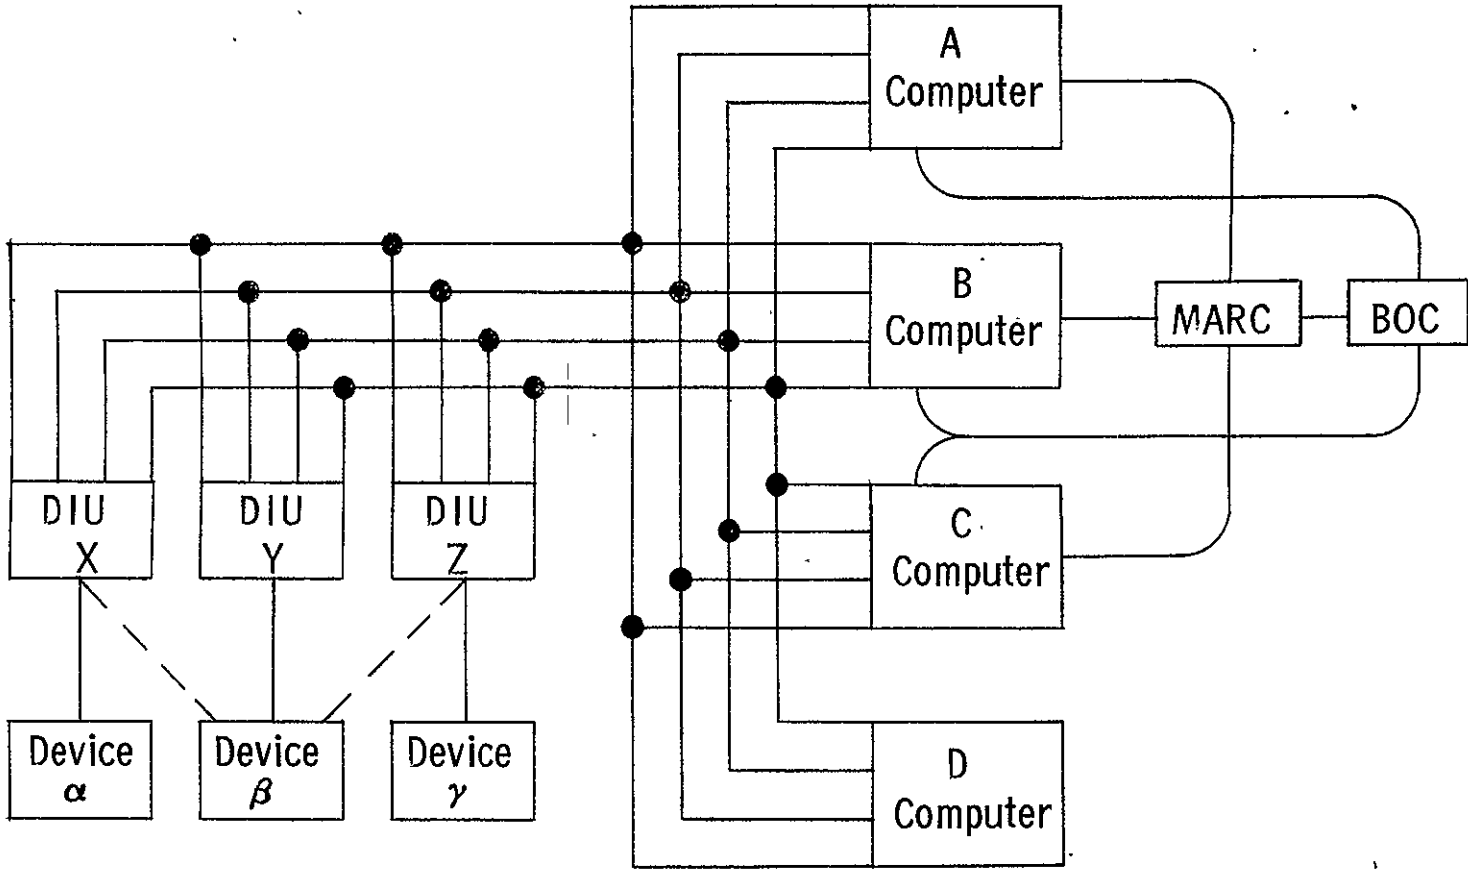 A
Computer
B
Computer
MARC
BOC
C
Computer
DIU
X
DIU
Y
DIU
Z
Device
α
Device
β
Device
γ
D
Computer